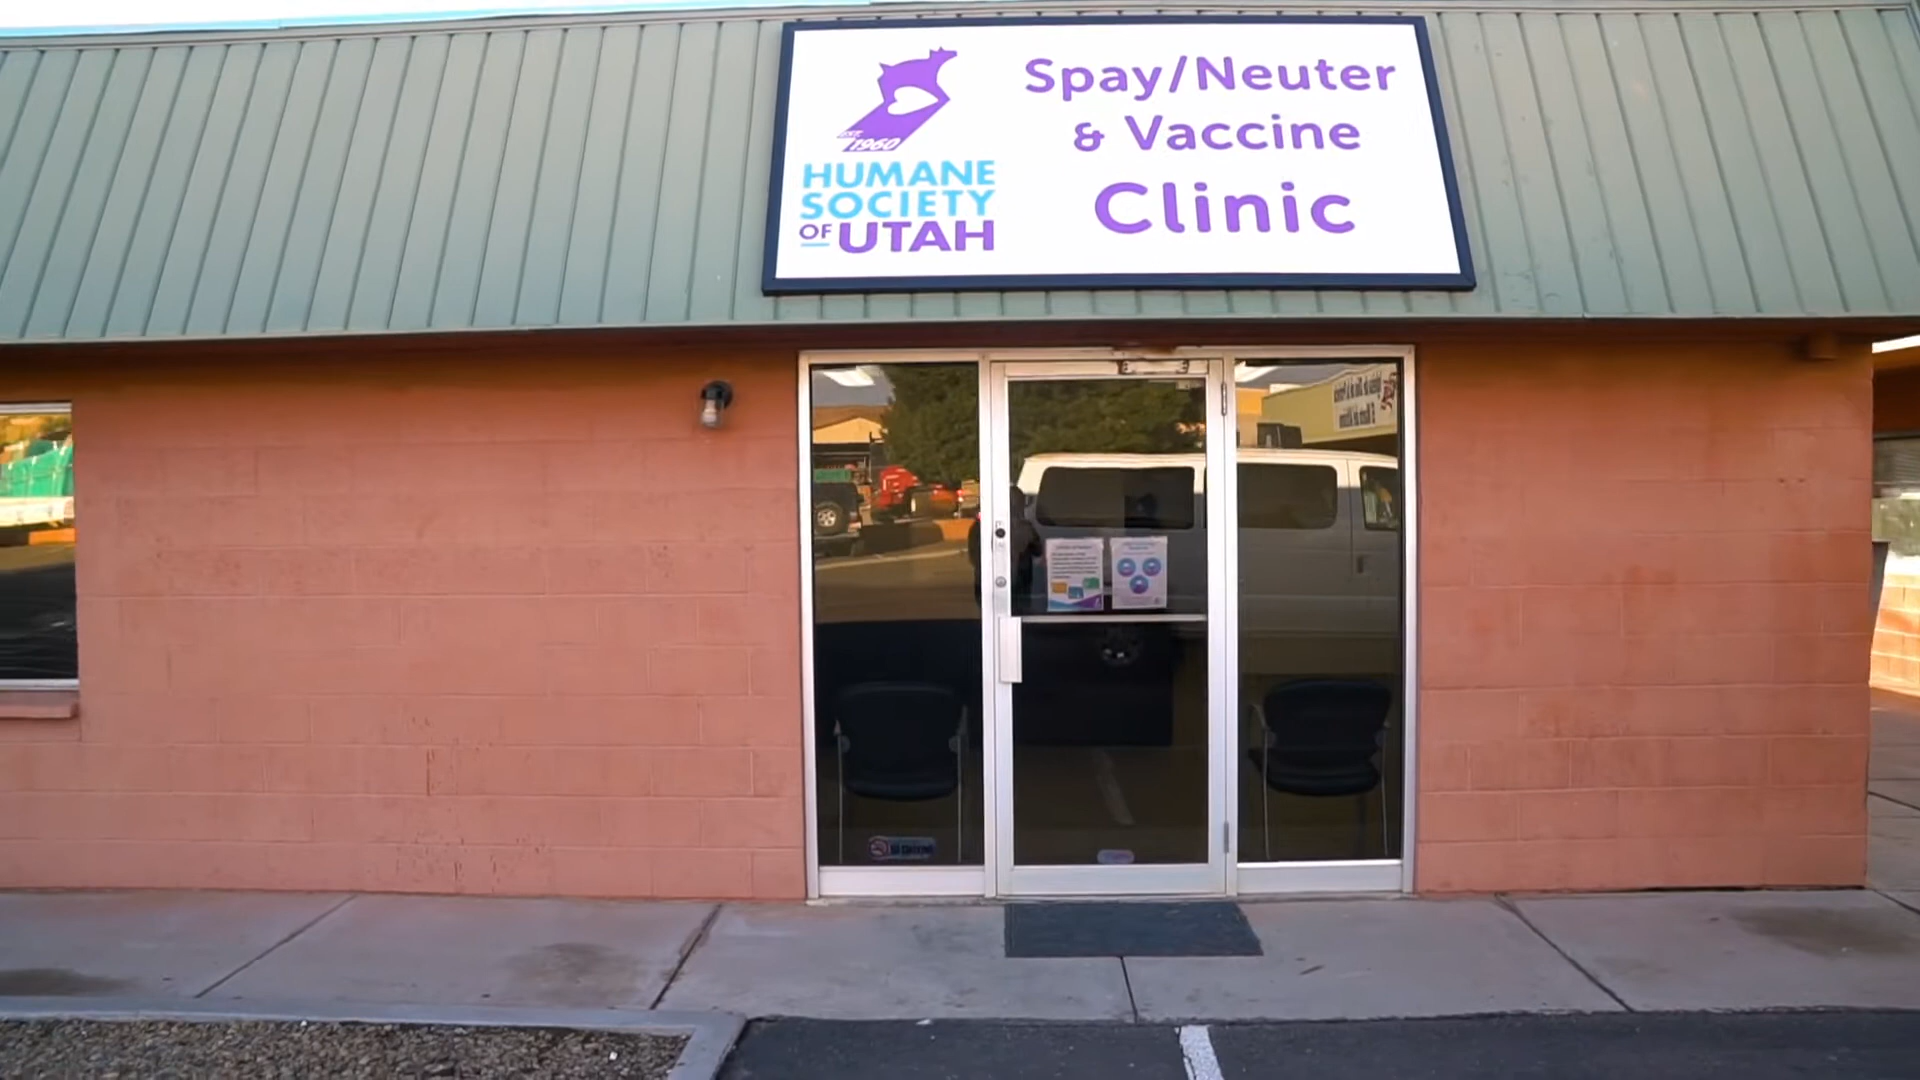 EST. 1960
HUMANE
SOCIETY
OF UTAH
Spay/Neuter
& Vaccine
Clinic